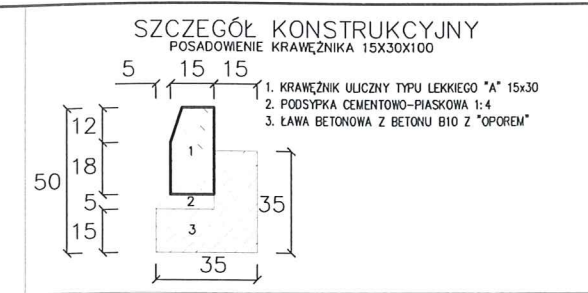 SZCZEGÓŁ KONSTRUKCYJNY
POSADOWIENIE KRAWĘŻNIKA 15X30X100
5 15 15
1. KRAWĘŻNIK ULICZNY TYPU LEKKIEGO "A" 15x30
2. PODSYPKA CEMENTOWO-PIASKOWA 1:4
3. ŁAWA BETONOWA Z BETONU B10 Z "OPOREM"
12
1
18
50
5
2
35
15
3
35